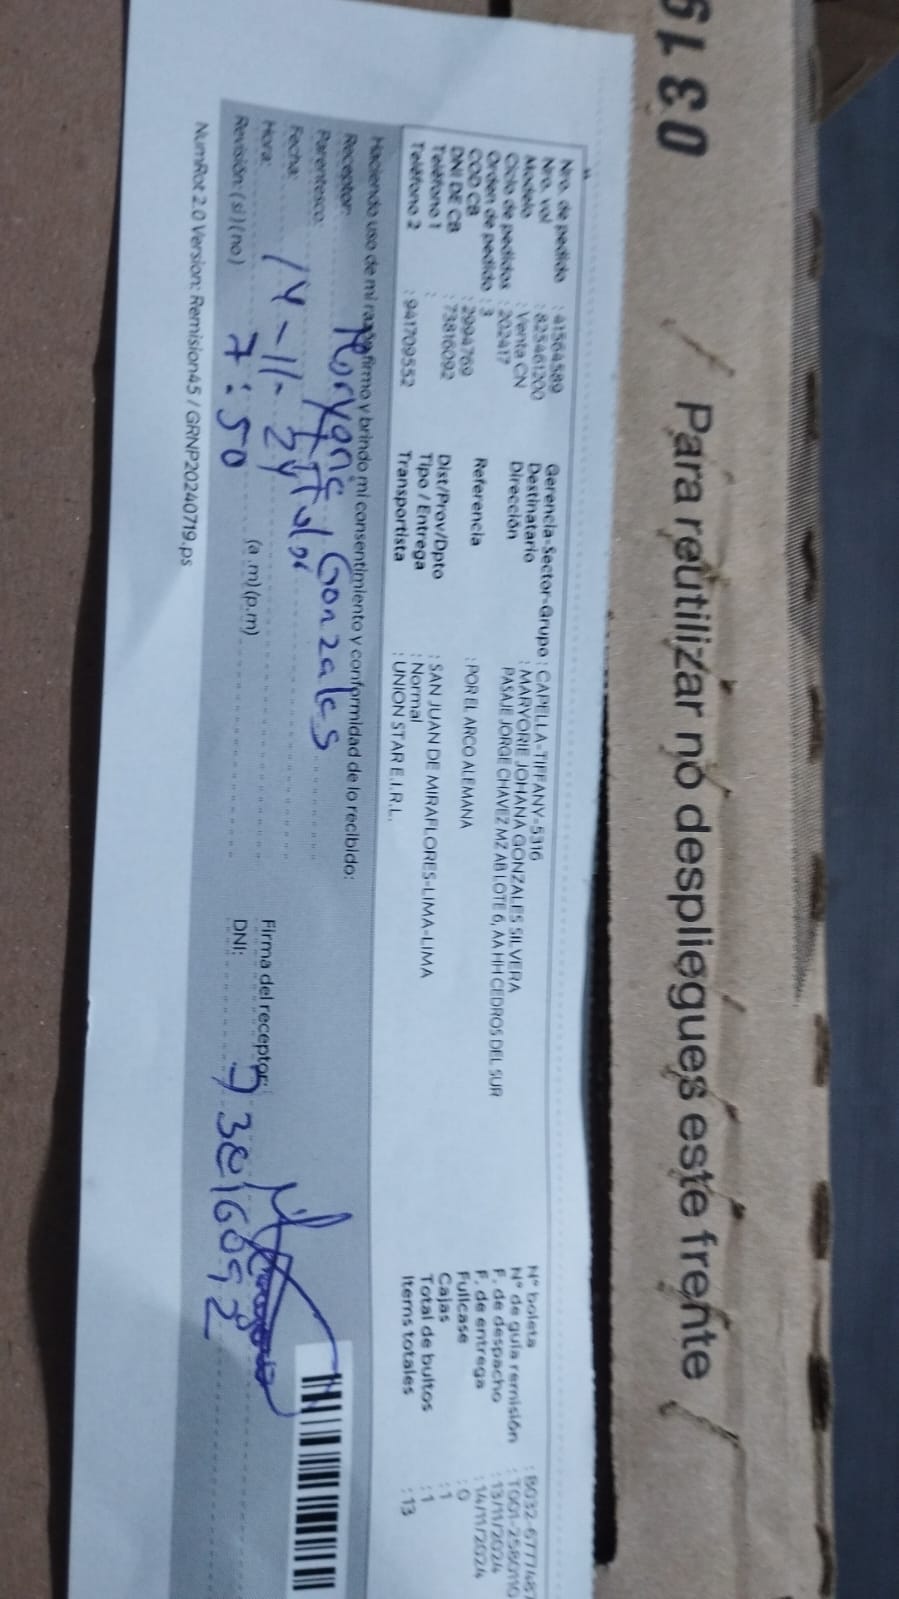 0319
Para reutilizar no despliegues este frente
Nro. de pedido : 41564589
Nro. vol : 825461200
Modelo : Venta CN
Ciclo de pedidos : 202417
Orden de pedido : 3
COD CB : 2994769
DNI DE CB : 73816092
Teléfono 1 :
Teléfono 2 : 941709552
Gerencia-Sector-Grupo : CAPELLA-TIFFANY-5316
Destinatario : MARYORIE JOHANA GONZALES SILVERA
Dirección PASAJE JORGE CHAVEZ MZ AB LOTE 6, AA HH CEDROS DEL SUR
Referencia : POR EL ARCO ALEMANA
Dist/Prov/Dpto : SAN JUAN DE MIRAFLORES-LIMA-LIMA
Tipo / Entrega : Normal
Transportista : UNION STAR E.I.R.L.
N° boleta : B032-6777487
N° de guía remisión : T001-2580110
F. de despacho : 13/11/2024
F. de entrega : 14/11/2024
Fullcase : 0
Cajas : 1
Total de bultos : 1
Items totales : 13
Haciendo uso de mi razón firmo y brindo mi consentimiento y conformidad de lo recibido:
Receptor: Gonzales
Parentesco:
Fecha: 14-11-24
Hora: 7:50 (a.m)(p.m)
Revisión: (si) (no)
Firma del receptor:
DNI: 73816092
NumRot 2.0 Version: Remision45 / GRNP20240719.ps